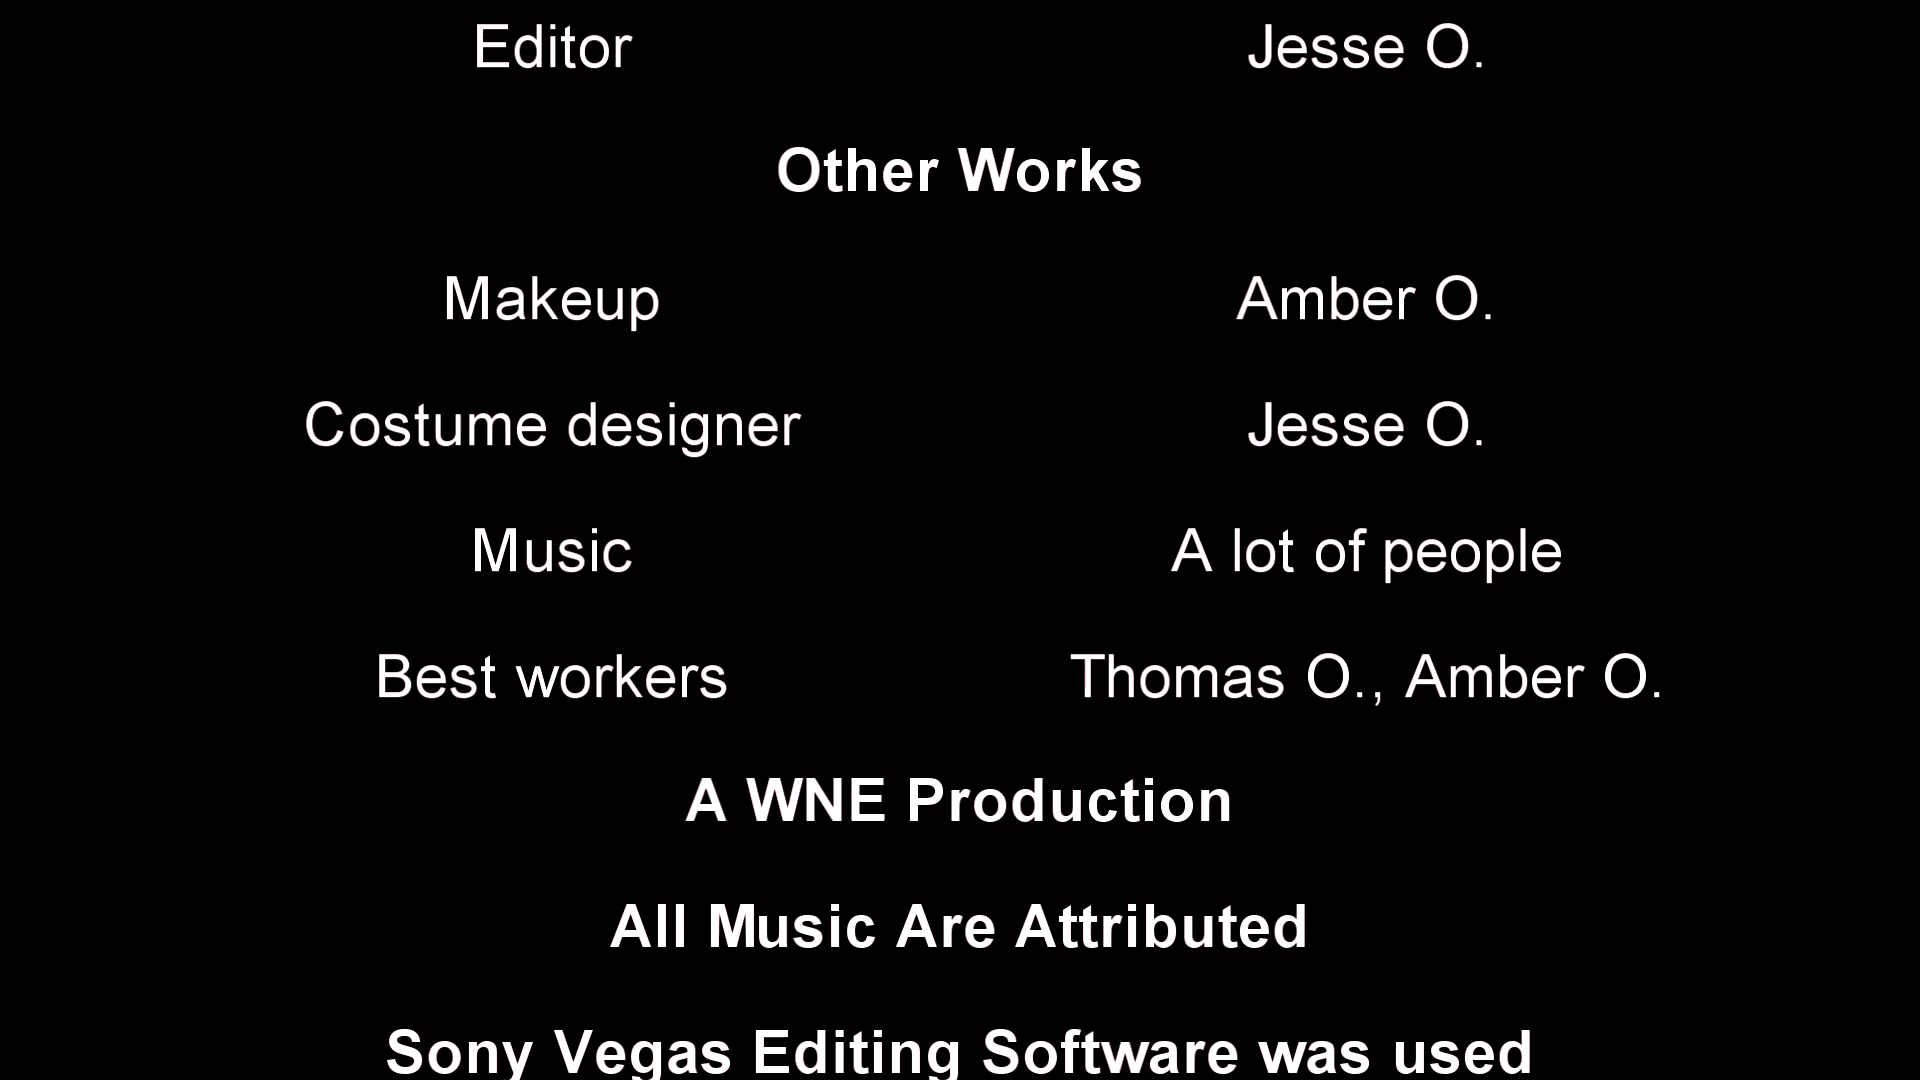 Editor Jesse O.
Other Works
Makeup Amber O.
Costume designer Jesse O.
Music A lot of people
Best workers Thomas O., Amber O.
A WNE Production
All Music Are Attributed
Sony Vegas Editing Software was used